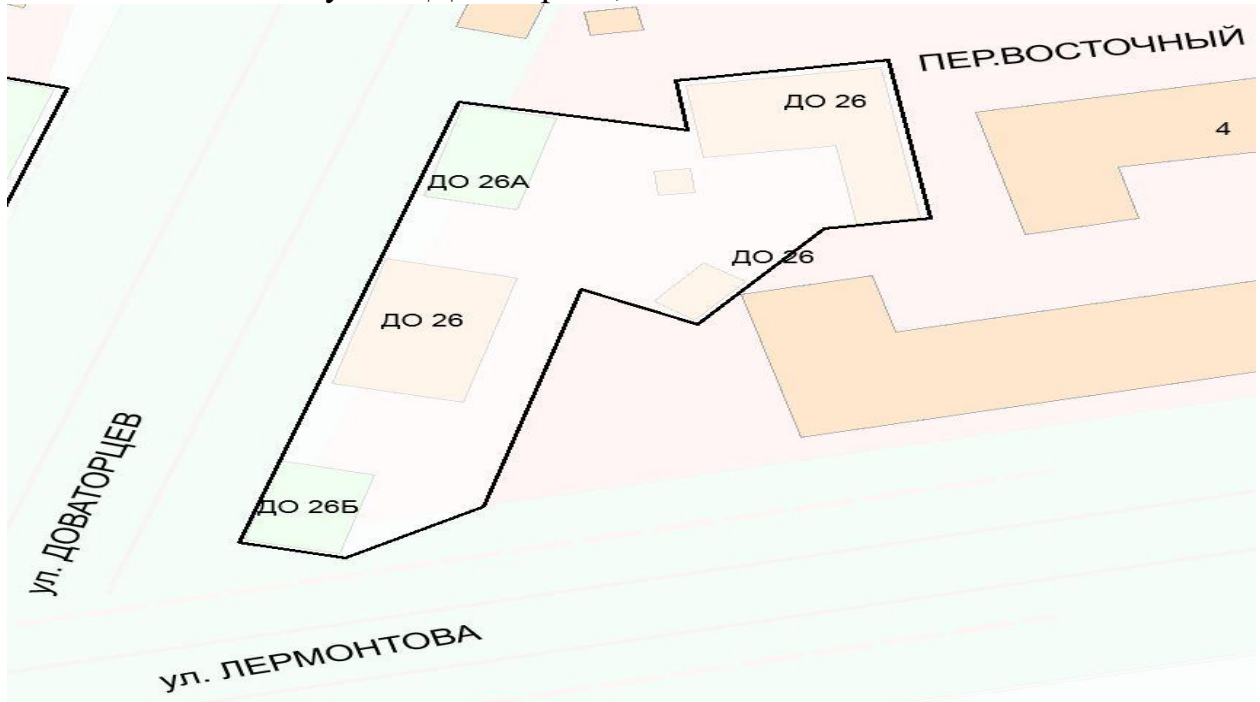 ПЕР.ВОСТОЧНЫЙ
ДО 26
4
ДО 26А
ДО 26
ДО 26
ул. ДОВАТОРЦЕВ
ДО 26Б
ул. ЛЕРМОНТОВА